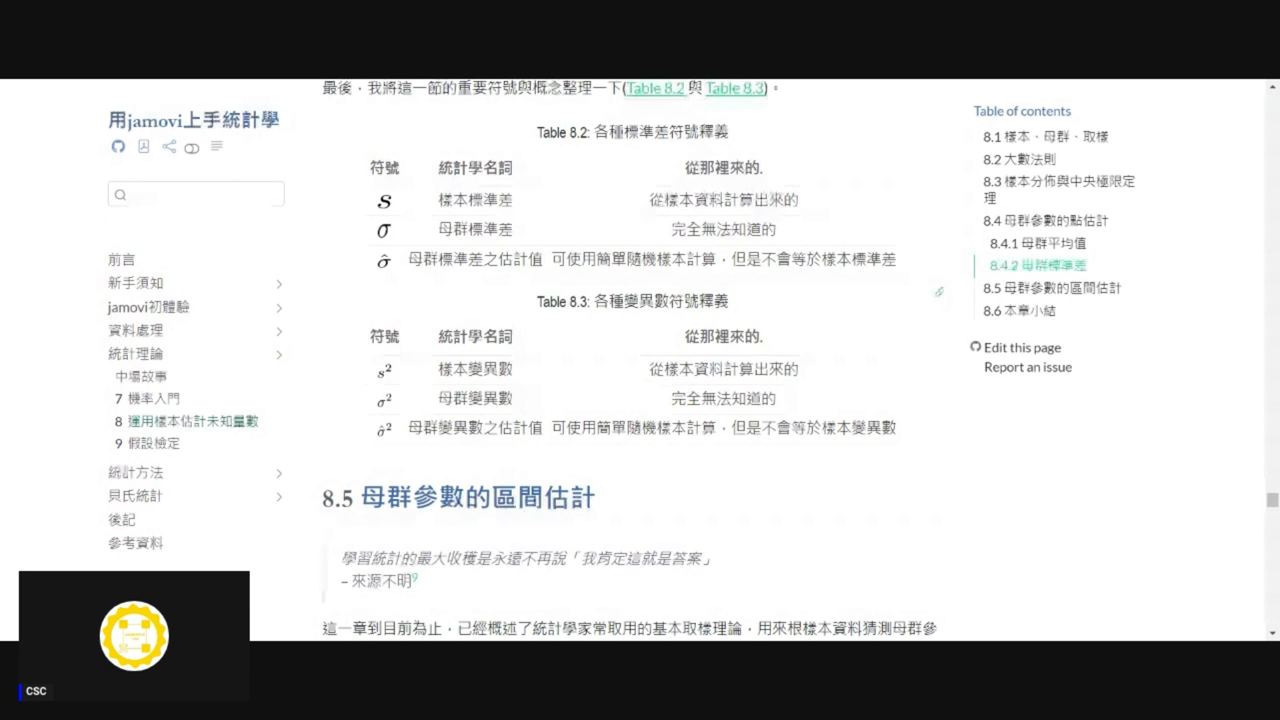 最後，我將這一節的重要符號與概念整理一下(Table 8.2 與 Table 8.3)。
用jamovi上手統計學
前言
新手須知
jamovi初體驗
資料處理
統計理論
中場故事
7 機率入門
8 運用樣本估計未知量數
9 假設檢定
統計方法
貝氏統計
後記
參考資料
Table 8.2: 各種標準差符號釋義
符號 統計學名詞 從那裡來的.
s 樣本標準差 從樣本資料計算出來的
σ 母群標準差 完全無法知道的
σ̂ 母群標準差之估計值 可使用簡單隨機樣本計算，但是不會等於樣本標準差
Table 8.3: 各種變異數符號釋義
符號 統計學名詞 從那裡來的.
s² 樣本變異數 從樣本資料計算出來的
σ² 母群變異數 完全無法知道的
σ̂² 母群變異數之估計值 可使用簡單隨機樣本計算，但是不會等於樣本變異數
8.5 母群參數的區間估計
學習統計的最大收穫是永遠不再說「我肯定這就是答案」
– 來源不明9
這一章到目前為止，已經概述了統計學家常取用的基本取樣理論，用來根樣本資料猜測母群參
Table of contents
8.1 樣本、母群、取樣
8.2 大數法則
8.3 樣本分佈與中央極限定
理
8.4 母群參數的點估計
8.4.1 母群平均值
8.4.2 母群標準差
8.5 母群參數的區間估計
8.6 本章小結
Edit this page
Report an issue
CSC